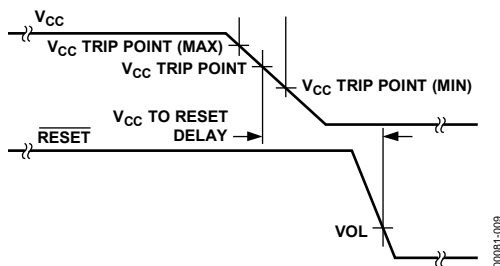 VCC
VCC TRIP POINT (MAX)
VCC TRIP POINT
VCC TRIP POINT (MIN)
VCC TO RESET
DELAY
RESET
VOL
00081-009